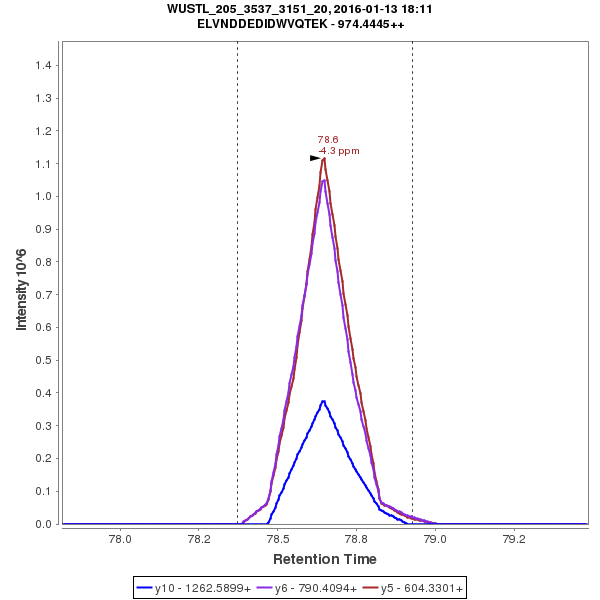 WUSTL_205_3537_3151_20, 2016-01-13 18:11
ELVNDDEDIDWVQTEK - 974.4445++
1.4
1.3
1.2
1.1
1.0
0.9
0.8
0.7
0.6
0.5
0.4
0.3
0.2
0.1
0.0
Intensity 10^6
78.6
-4.3 ppm
78.0 78.2 78.5 78.8 79.0 79.2
Retention Time
y10 - 1262.5899+ y6 - 790.4094+ y5 - 604.3301+